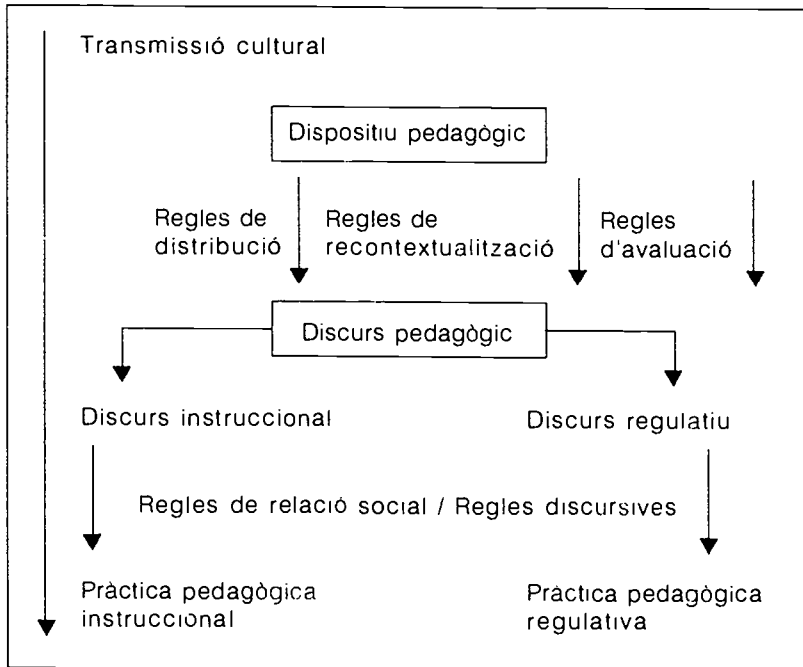 Transmissió cultural
Dispositiu pedagògic
Regles de distribució
Regles de recontextualització
Regles d'avaluació
Discurs pedagògic
Discurs instruccional
Discurs regulatiu
Regles de relació social / Regles discursives
Pràctica pedagògica instruccional
Pràctica pedagògica regulativa